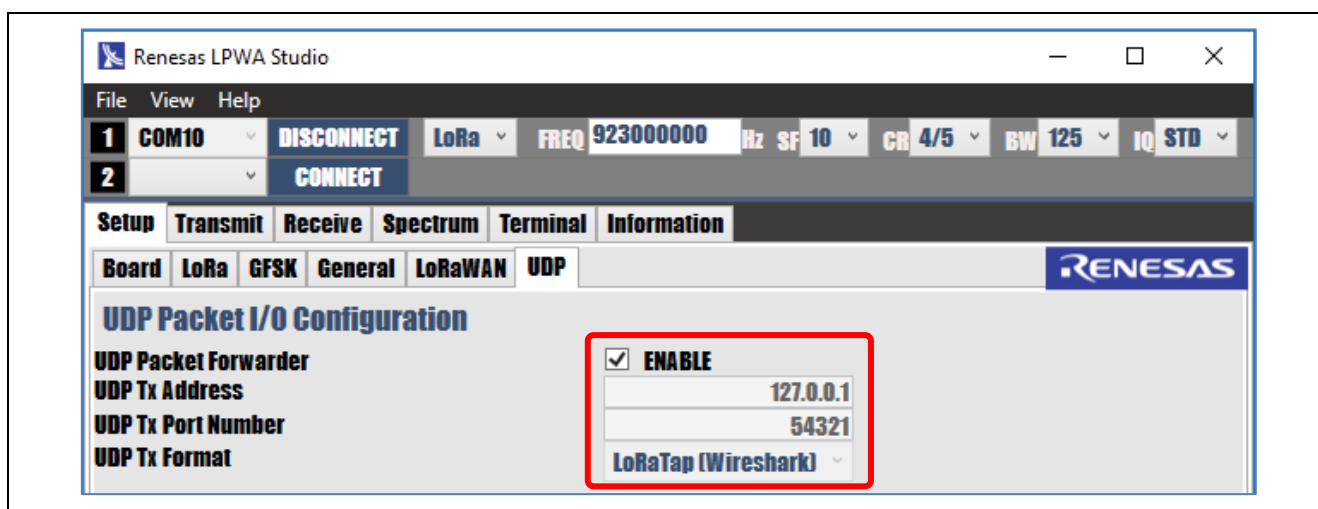 Renesas LPWA Studio
File View Help
1 COM10 DISCONNECT LoRa FREQ 923000000 Hz SF 10 CR 4/5 BW 125 IQ STD
2 CONNECT
Setup Transmit Receive Spectrum Terminal Information
Board LoRa GFSK General LoRaWAN UDP RENESAS
UDP Packet I/O Configuration
UDP Packet Forwarder ENABLE
UDP Tx Address 127.0.0.1
UDP Tx Port Number 54321
UDP Tx Format LoRaTap (Wireshark)